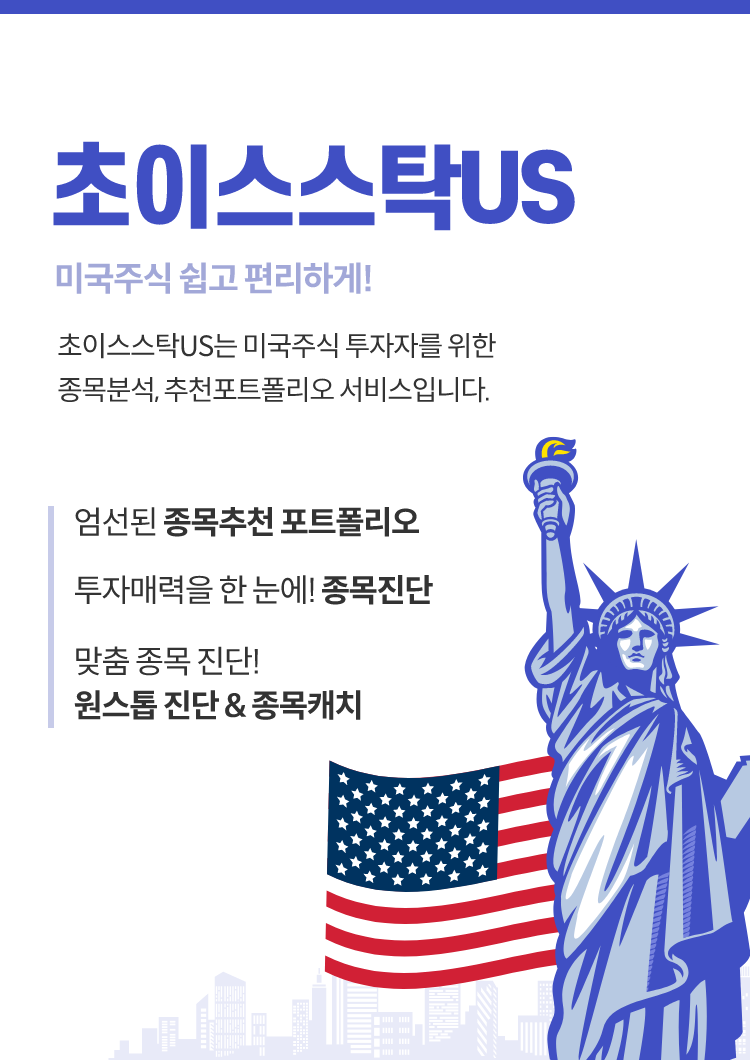 초이스스탁US
미국주식 쉽고 편리하게!
초이스스탁US는 미국주식 투자자를 위한
종목분석, 추천포트폴리오 서비스입니다.
엄선된 종목추천 포트폴리오
투자매력을 한 눈에! 종목진단
맞춤 종목 진단!
원스톱 진단 & 종목캐치